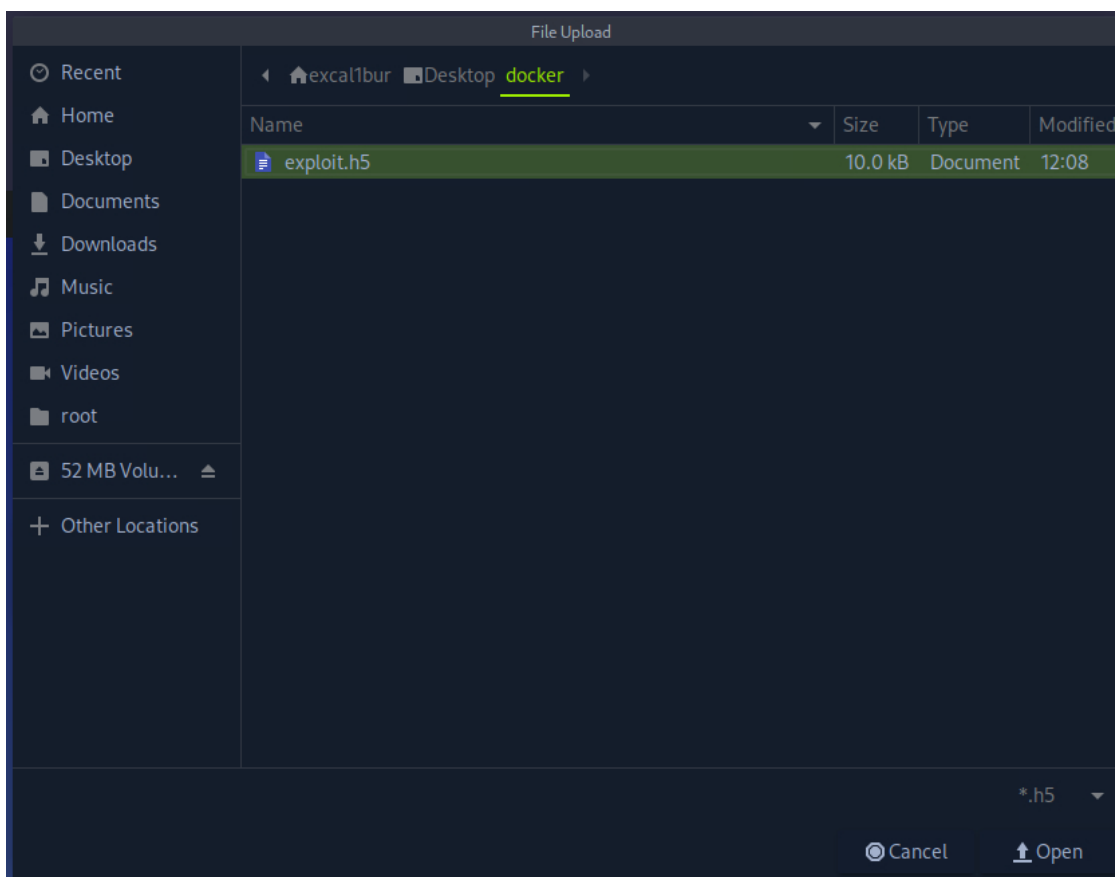 File Upload
Recent
Home
Desktop
Documents
Downloads
Music
Pictures
Videos
root
52 MB Volu...
Other Locations
excal1bur Desktop docker
Name Size Type Modified
exploit.h5 10.0 kB Document 12:08
*.h5
Cancel Open